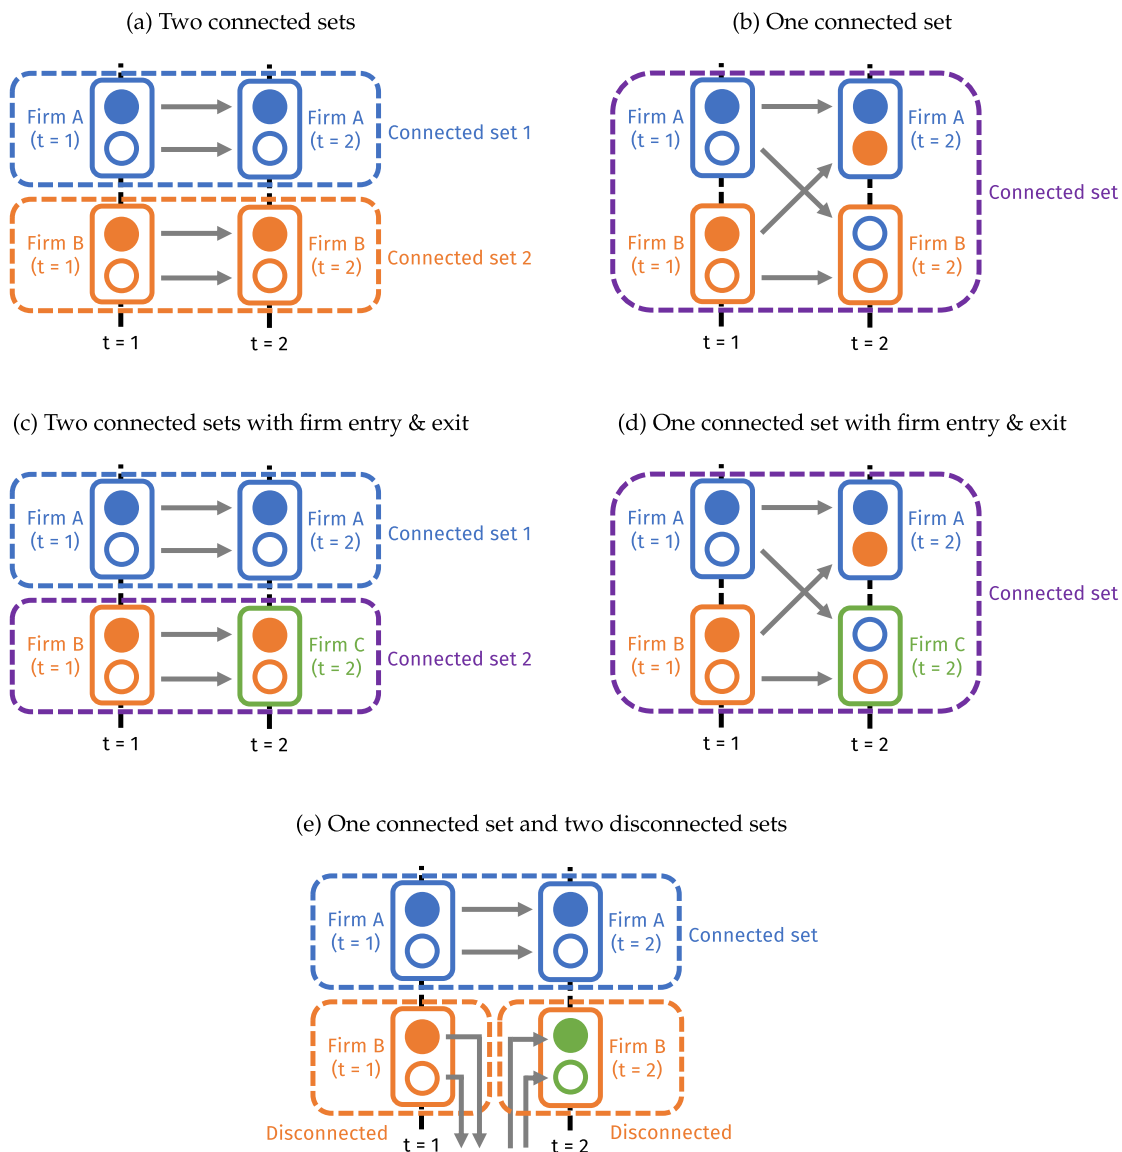 (a) Two connected sets
Firm A
(t = 1)
Firm A
(t = 2)
Connected set 1
Firm B
(t = 1)
Firm B
(t = 2)
Connected set 2
t = 1
t = 2
(b) One connected set
Firm A
(t = 1)
Firm A
(t = 2)
Connected set
Firm B
(t = 1)
Firm B
(t = 2)
t = 1
t = 2
(c) Two connected sets with firm entry & exit
Firm A
(t = 1)
Firm A
(t = 2)
Connected set 1
Firm B
(t = 1)
Firm C
(t = 2)
Connected set 2
t = 1
t = 2
(d) One connected set with firm entry & exit
Firm A
(t = 1)
Firm A
(t = 2)
Connected set
Firm B
(t = 1)
Firm C
(t = 2)
t = 1
t = 2
(e) One connected set and two disconnected sets
Firm A
(t = 1)
Firm A
(t = 2)
Connected set
Firm B
(t = 1)
Firm B
(t = 2)
Disconnected
Disconnected
t = 1
t = 2